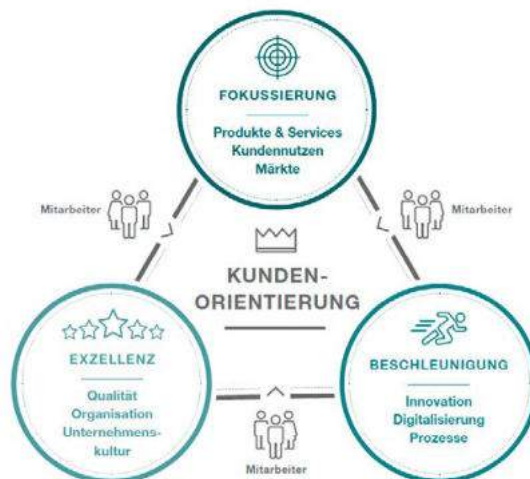 FOKUSSIERUNG
Produkte & Services
Kundennutzen
Märkte
Mitarbeiter
Mitarbeiter
KUNDEN-
ORIENTIERUNG
EXZELLENZ
Qualität
Organisation
Unternehmens-
kultur
BESCHLEUNIGUNG
Innovation
Digitalisierung
Prozesse
Mitarbeiter